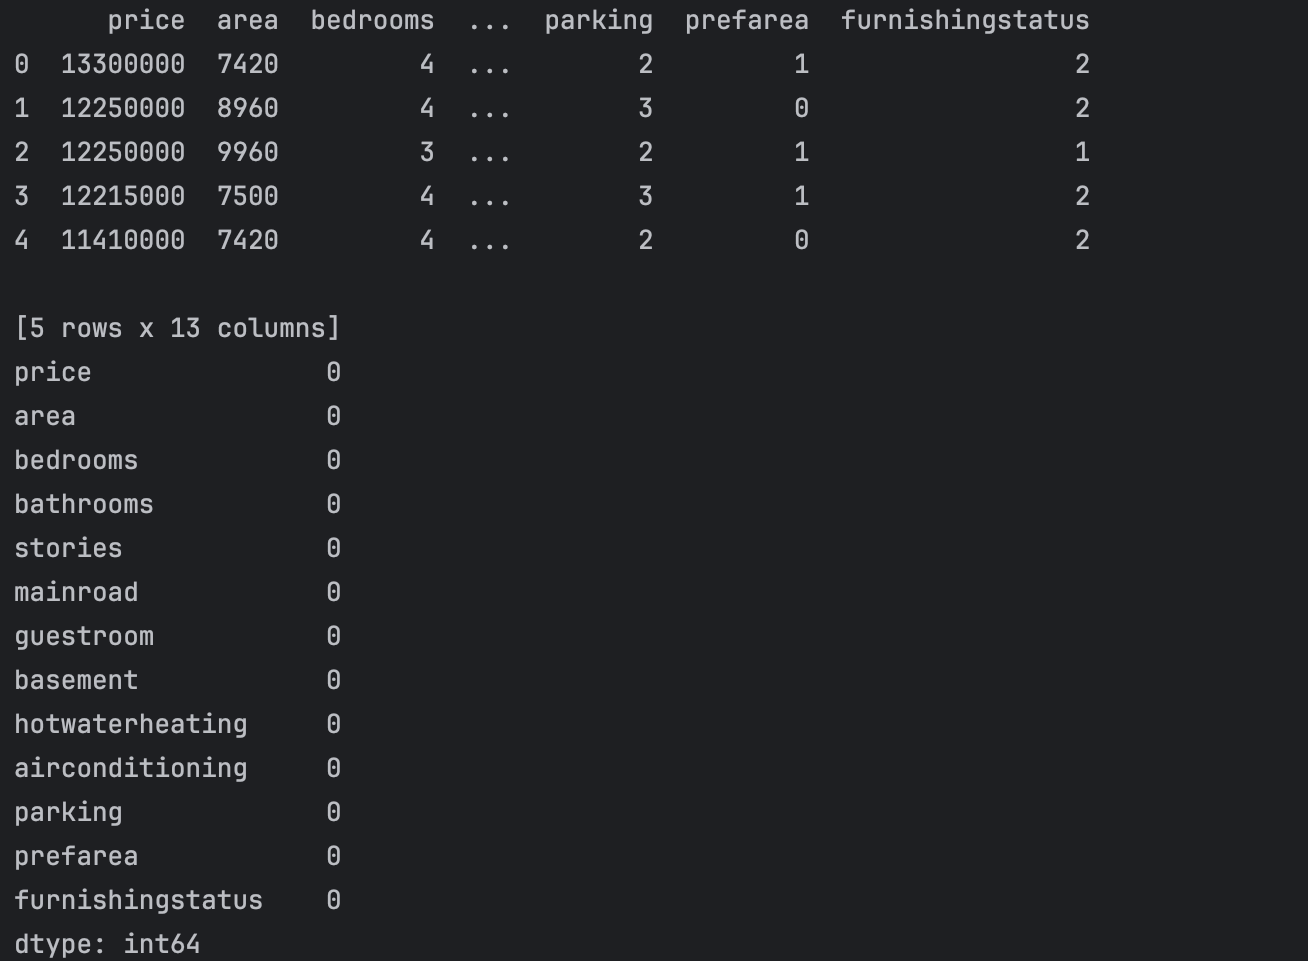 price area bedrooms ... parking prefarea furnishingstatus
0 13300000 7420 4 ... 2 1 2
1 12250000 8960 4 ... 3 0 2
2 12250000 9960 3 ... 2 1 1
3 12215000 7500 4 ... 3 1 2
4 11410000 7420 4 ... 2 0 2
[5 rows x 13 columns]
price 0
area 0
bedrooms 0
bathrooms 0
stories 0
mainroad 0
guestroom 0
basement 0
hotwaterheating 0
airconditioning 0
parking 0
prefarea 0
furnishingstatus 0
dtype: int64